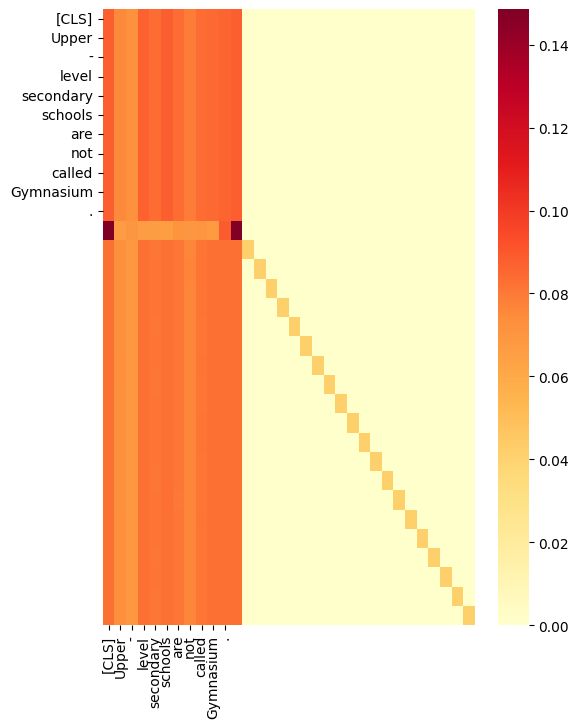 [CLS]
Upper
-
level
secondary
schools
are
not
called
Gymnasium
.
0.14
0.12
0.10
0.08
0.06
0.04
0.02
0.00
[CLS]
Upper
-
level
secondary
schools
are
not
called
Gymnasium
.